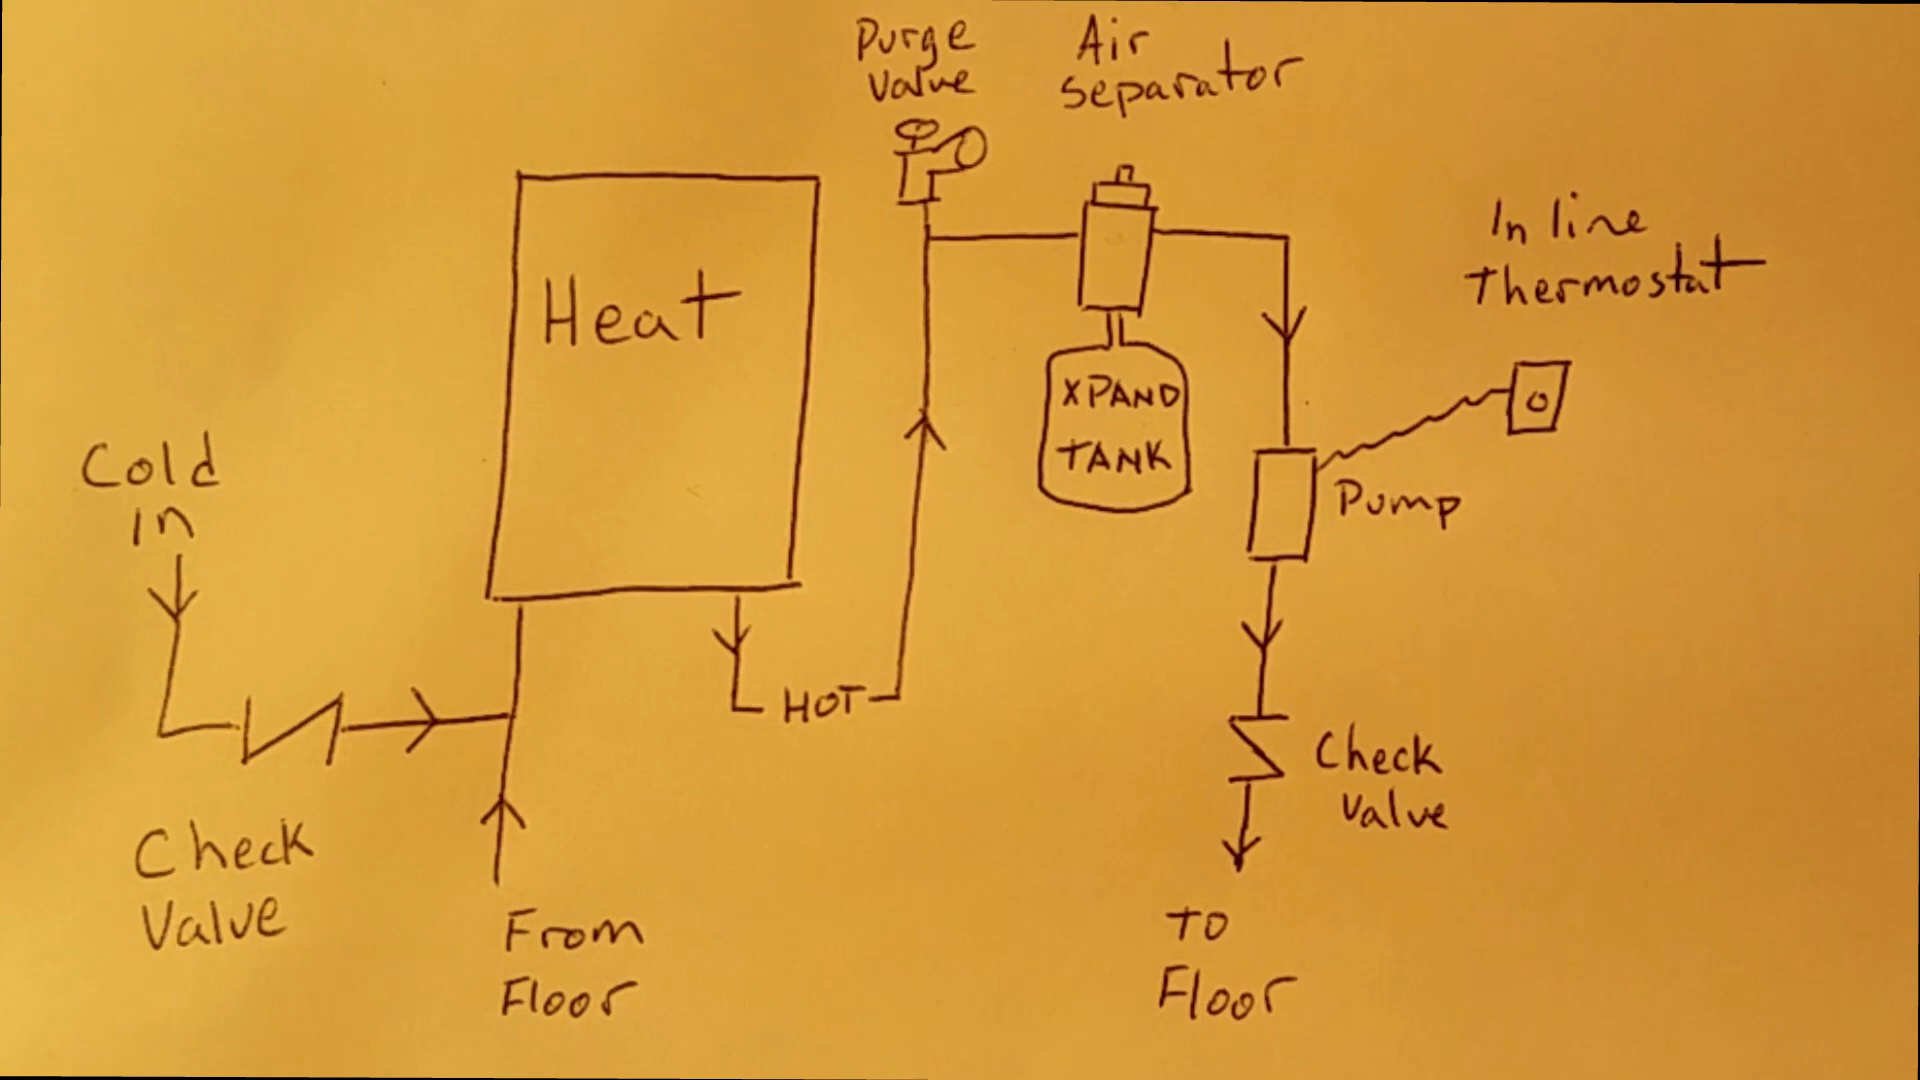 Purge
Valve
Air
separator
In line
Thermostat
Heat
XPAND
TANK
Cold
in
Pump
HOT
Check
Valve
Check
Valve
From
Floor
TO
Floor